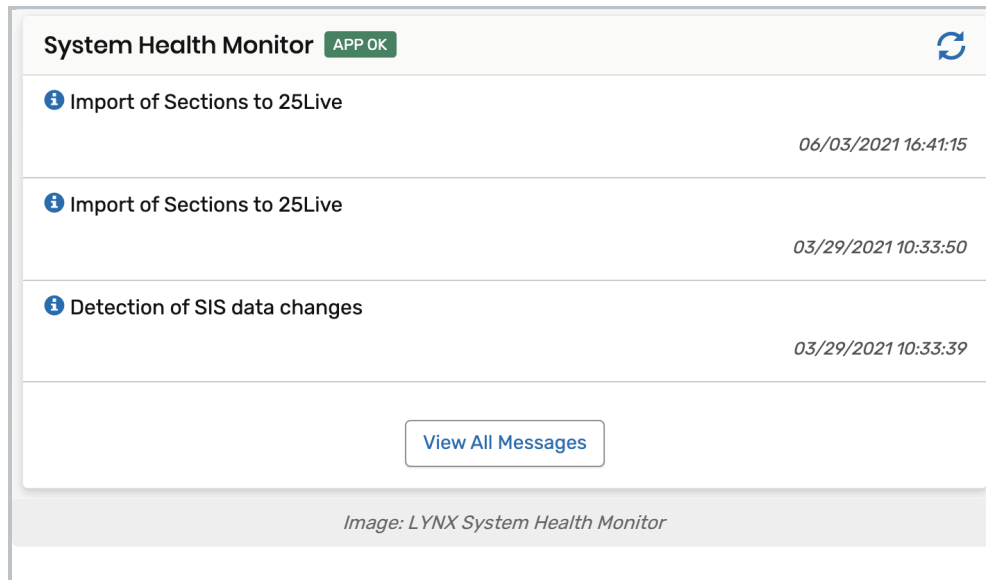 System Health Monitor APP OK
Import of Sections to 25Live
06/03/2021 16:41:15
Import of Sections to 25Live
03/29/2021 10:33:50
Detection of SIS data changes
03/29/2021 10:33:39
View All Messages
Image: LYNX System Health Monitor